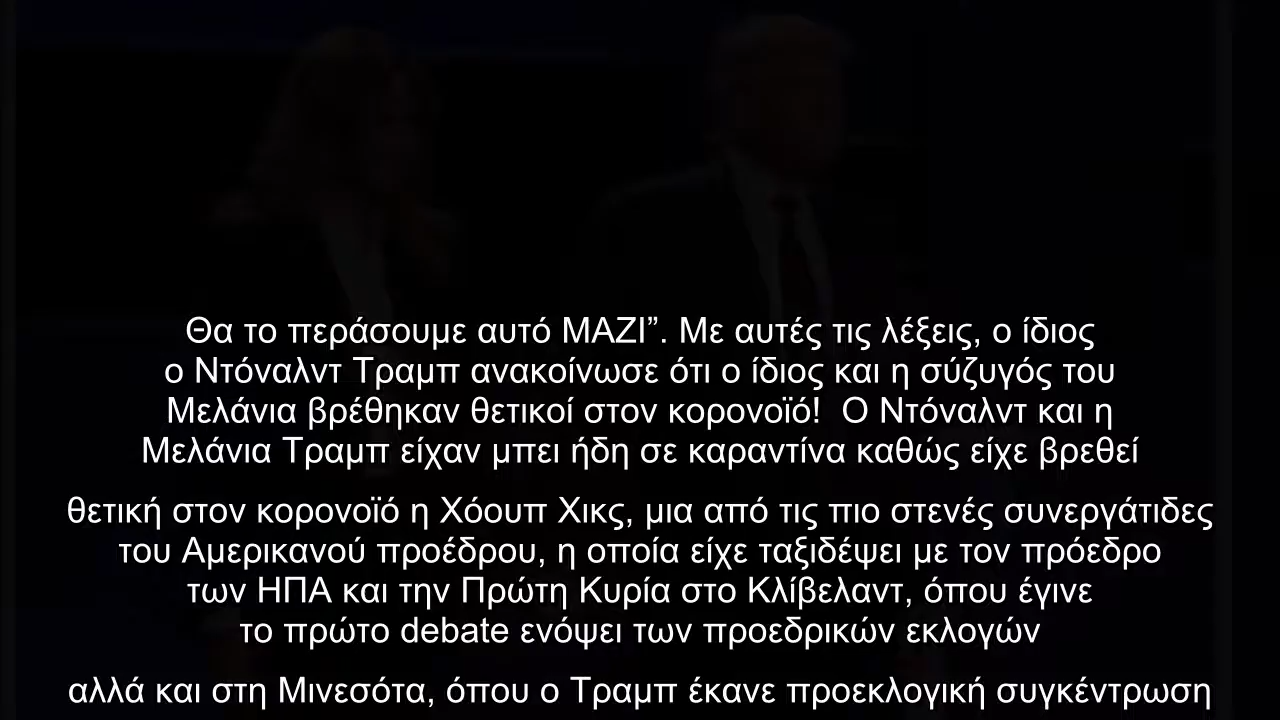 Θα το περάσουμε αυτό ΜΑΖΙ”. Με αυτές τις λέξεις, ο ίδιος
ο Ντόναλντ Τραμπ ανακοίνωσε ότι ο ίδιος και η σύζυγός του
Μελάνια βρέθηκαν θετικοί στον κορονοϊό!  Ο Ντόναλντ και η
Μελάνια Τραμπ είχαν μπει ήδη σε καραντίνα καθώς είχε βρεθεί
θετική στον κορονοϊό η Χόουπ Χικς, μια από τις πιο στενές συνεργάτιδες
του Αμερικανού προέδρου, η οποία είχε ταξιδέψει με τον πρόεδρο
των ΗΠΑ και την Πρώτη Κυρία στο Κλίβελαντ, όπου έγινε
το πρώτο debate ενόψει των προεδρικών εκλογών
αλλά και στη Μινεσότα, όπου ο Τραμπ έκανε προεκλογική συγκέντρωση